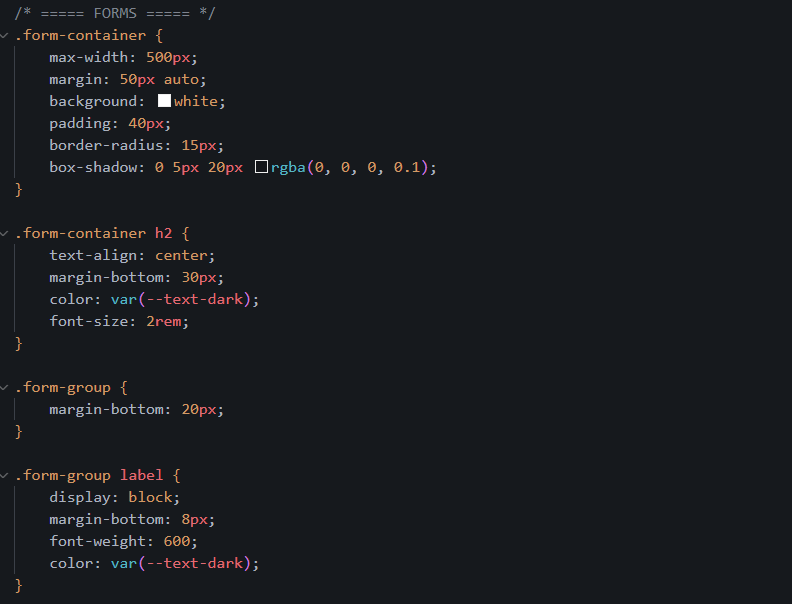 /* ===== FORMS ===== */
.form-container {
    max-width: 500px;
    margin: 50px auto;
    background: white;
    padding: 40px;
    border-radius: 15px;
    box-shadow: 0 5px 20px rgba(0, 0, 0, 0.1);
}

.form-container h2 {
    text-align: center;
    margin-bottom: 30px;
    color: var(--text-dark);
    font-size: 2rem;
}

.form-group {
    margin-bottom: 20px;
}

.form-group label {
    display: block;
    margin-bottom: 8px;
    font-weight: 600;
    color: var(--text-dark);
}